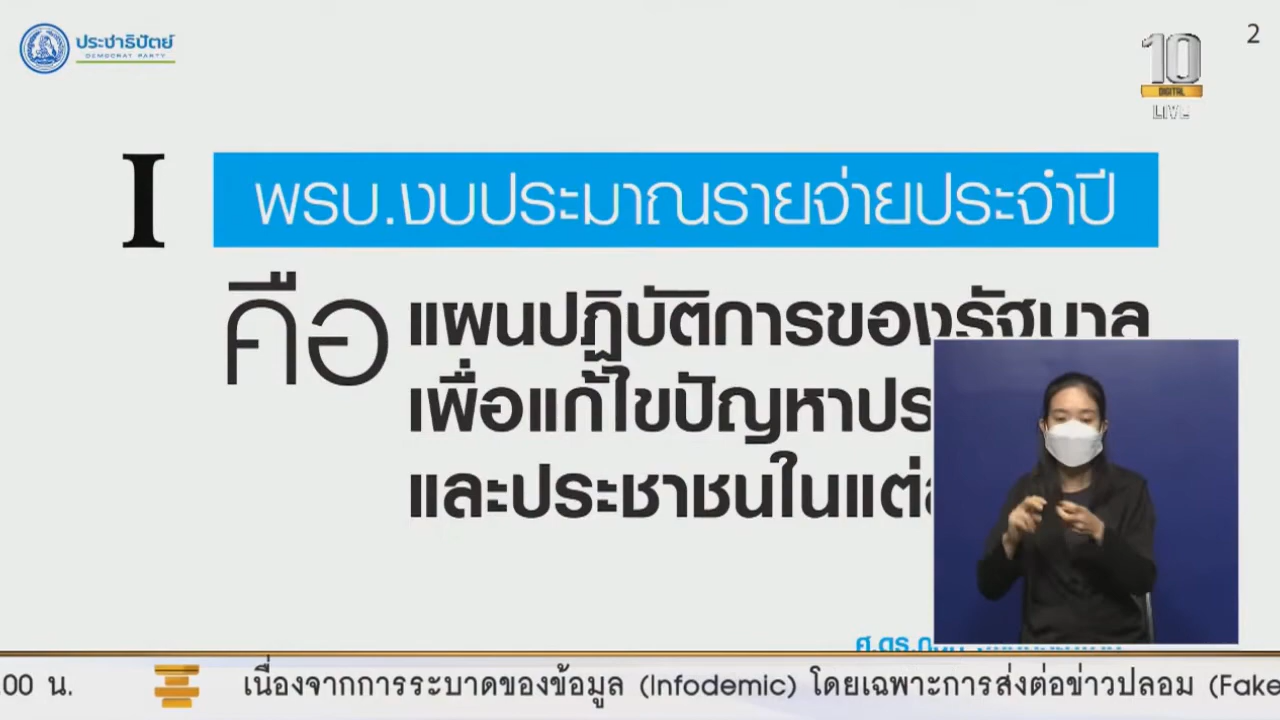 ประชาธิปัตย์
DEMOCRAT PARTY
10
DIGITAL
LIVE
2
I
พรบ.งบประมาณรายจ่ายประจำปี
คือ
แผนปฏิบัติการของรัฐบาล
เพื่อแก้ไขปัญหา
และประชาชนใน
ศ.ดร.
.00 น.
เนื่องจากการระบาดของข้อมูล (Infodemic) โดยเฉพาะการส่งต่อข่าวปลอม (Fake